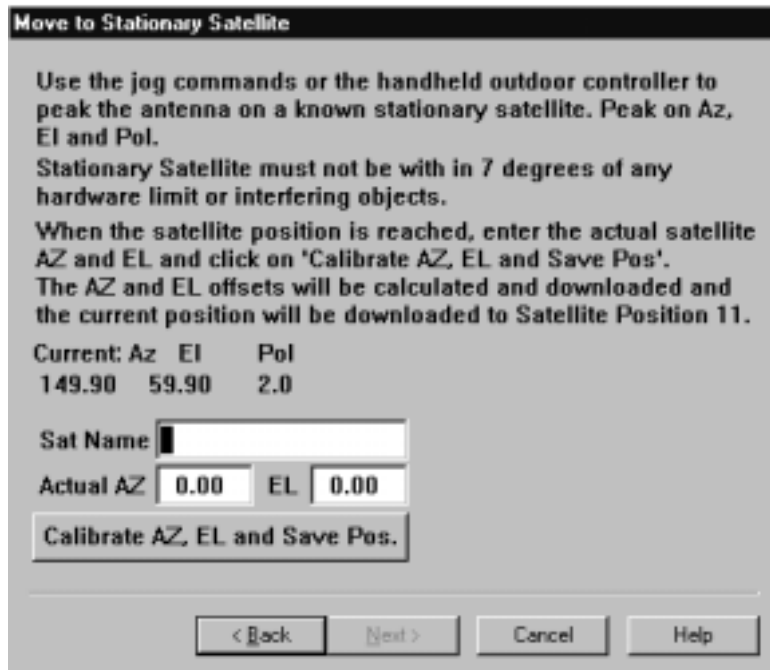 Move to Stationary Satellite
Use the jog commands or the handheld outdoor controller to
peak the antenna on a known stationary satellite. Peak on Az,
El and Pol.
Stationary Satellite must not be with in 7 degrees of any
hardware limit or interfering objects.
When the satellite position is reached, enter the actual satellite
AZ and EL and click on 'Calibrate AZ, EL and Save Pos'.
The AZ and EL offsets will be calculated and downloaded and
the current position will be downloaded to Satellite Position 11.
Current: Az El Pol
149.90 59.90 2.0
Sat Name
Actual AZ 0.00 EL 0.00
Calibrate AZ, EL and Save Pos.
< Back Next > Cancel Help